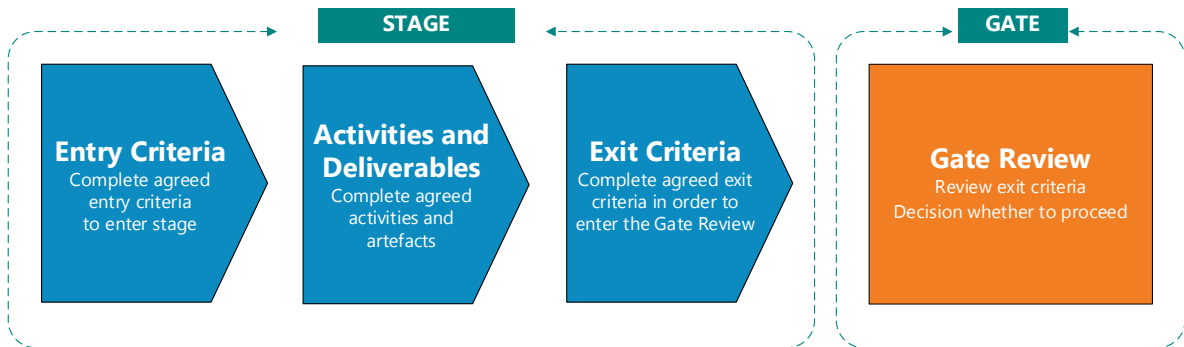 STAGE
GATE
Entry Criteria
Complete agreed
entry criteria
to enter stage
Activities and
Deliverables
Complete agreed
activities and
artefacts
Exit Criteria
Complete agreed exit
criteria in order to
enter the Gate Review
Gate Review
Review exit criteria
Decision whether to proceed